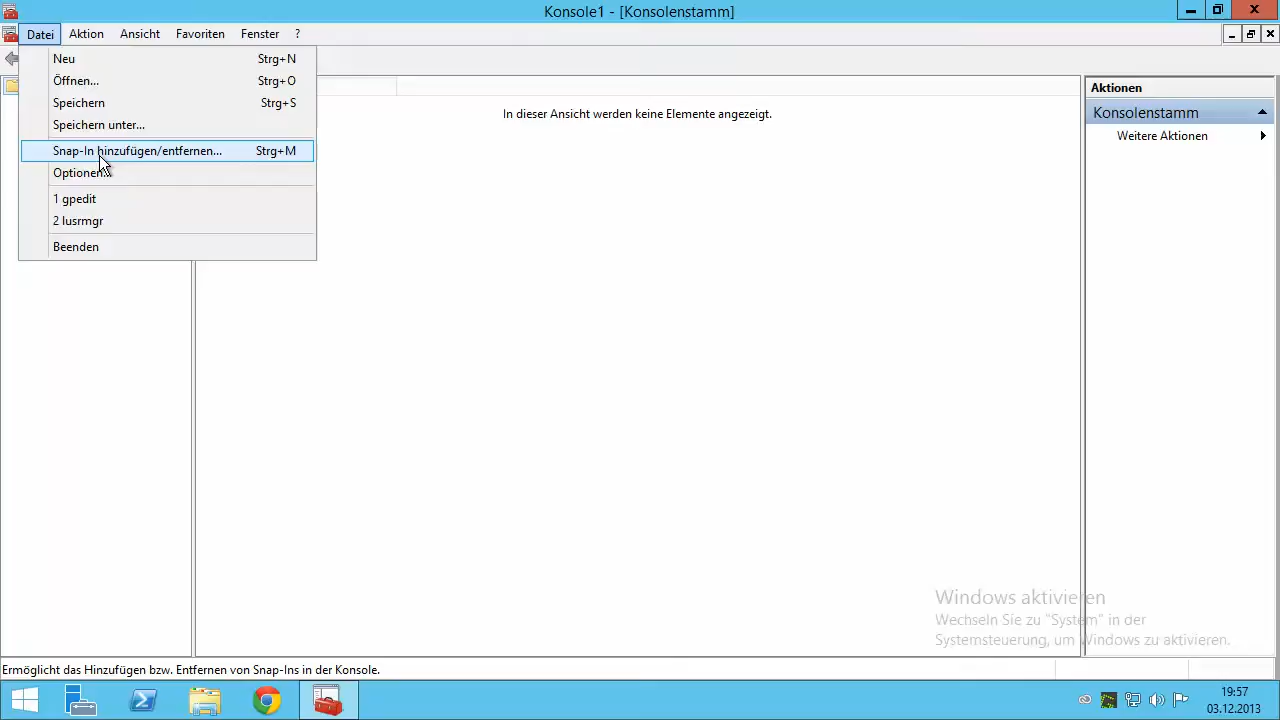 Konsole1 - [Konsolenstamm]
Datei Aktion Ansicht Favoriten Fenster ?
Neu Strg+N
Öffnen... Strg+O
Speichern Strg+S
Speichern unter...
Snap-In hinzufügen/entfernen... Strg+M
Optionen...
1 gpedit
2 lusrmgr
Beenden
In dieser Ansicht werden keine Elemente angezeigt.
Aktionen
Konsolenstamm
Weitere Aktionen
Windows aktivieren
Wechseln Sie zu "System" in der
Systemsteuerung, um Windows zu aktivieren.
Ermöglicht das Hinzufügen bzw. Entfernen von Snap-Ins in der Konsole.
19:57
03.12.2013